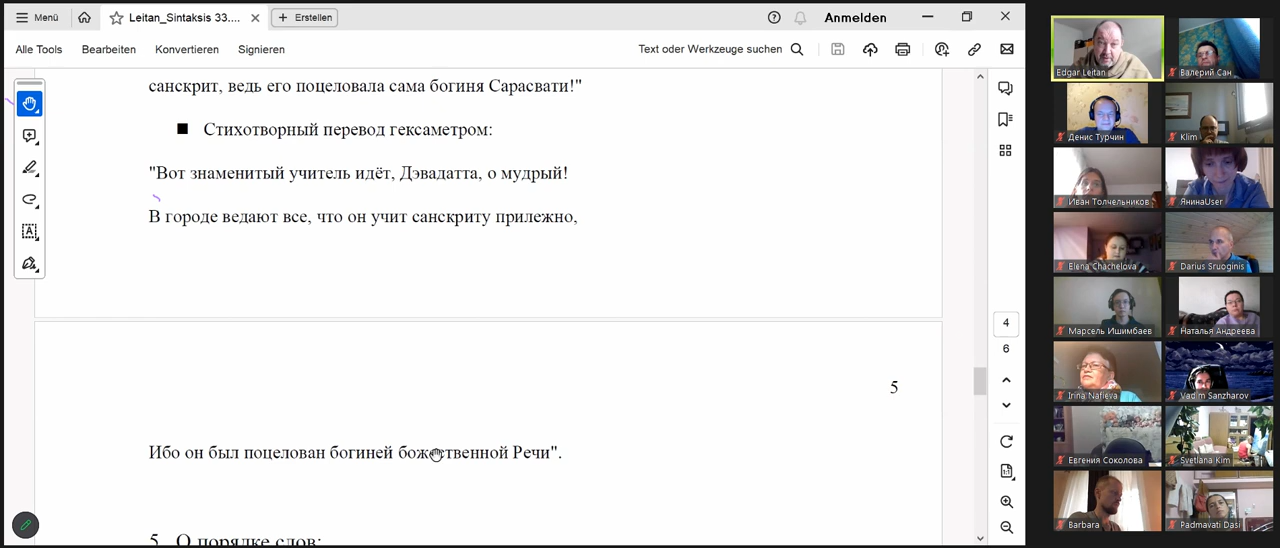 Menü
Leitan_Sintaksis 33....
Erstellen
Anmelden
Alle Tools
Bearbeiten
Konvertieren
Signieren
Text oder Werkzeuge suchen
санскрит, ведь его поцеловала сама богиня Сарасвати!"
Стихотворный перевод гексаметром:
"Вот знаменитый учитель идёт, Дэвадатта, о мудрый!
В городе ведают все, что он учит санскриту прилежно,
5
Ибо он был поцелован богиней божественной Речи".
5. О порядке слов:
4
6
Edgar Leitan
Валерий Сан
Денис Турчин
Klim
Иван Толчельников
ЯнинаUser
Elena Chachelova
Darius Sruoginis
Марсель Ишимбаев
Наталья Андреева
Irina Nafieva
Vadim Sanzharov
Евгения Соколова
Svetlana Kim
Barbara
Padmavati Dasi